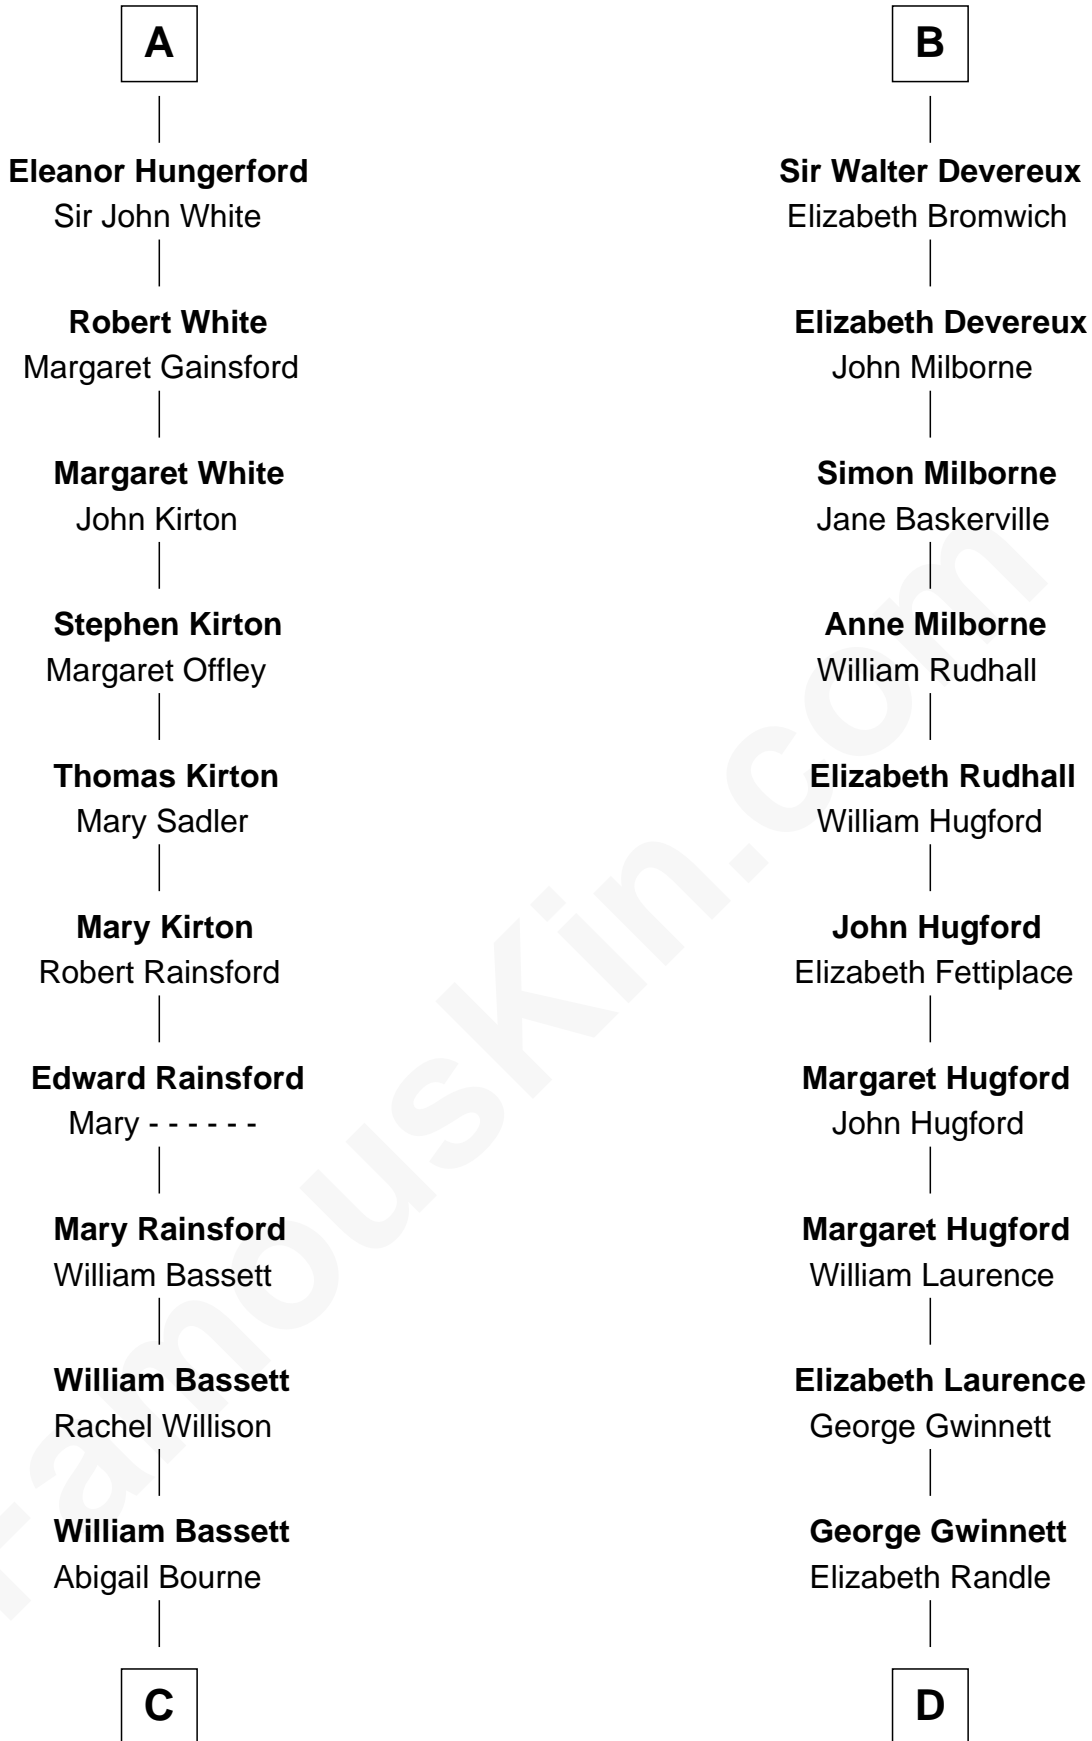 A
Eleanor Hungerford
Sir John White
Robert White
Margaret Gainsford
Margaret White
John Kirton
Stephen Kirton
Margaret Offley
Thomas Kirton
Mary Sadler
Mary Kirton
Robert Rainsford
Edward Rainsford
Mary - - - - - -
Mary Rainsford
William Bassett
William Bassett
Rachel Willison
William Bassett
Abigail Bourne
C
B
Sir Walter Devereux
Elizabeth Bromwich
Elizabeth Devereux
John Milborne
Simon Milborne
Jane Baskerville
Anne Milborne
William Rudhall
Elizabeth Rudhall
William Hugford
John Hugford
Elizabeth Fettiplace
Margaret Hugford
John Hugford
Margaret Hugford
William Laurence
Elizabeth Laurence
George Gwinnett
George Gwinnett
Elizabeth Randle
D
FamousKin.com